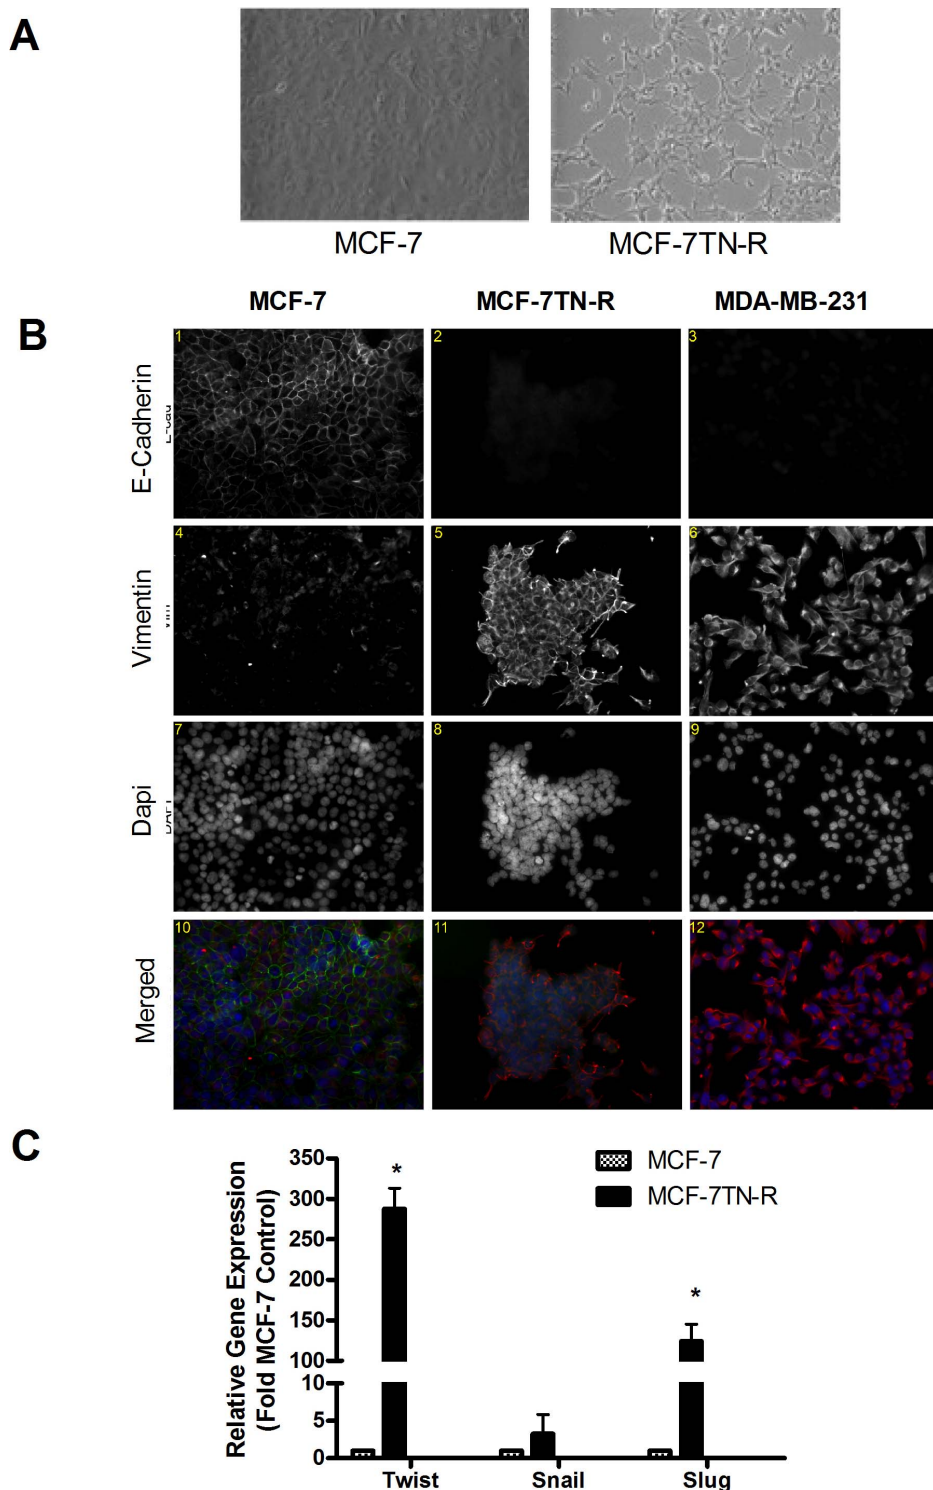 A
MCF-7
MCF-7TN-R
MCF-7
MCF-7TN-R
MDA-MB-231
B
E-Cadherin
1
2
3
Vimentin
4
5
6
Dapi
7
8
9
Merged
10
11
12
C
Relative Gene Expression
(Fold MCF-7 Control)
350
300
250
200
150
100
10
5
0
*
*
MCF-7
MCF-7TN-R
Twist
Snail
Slug